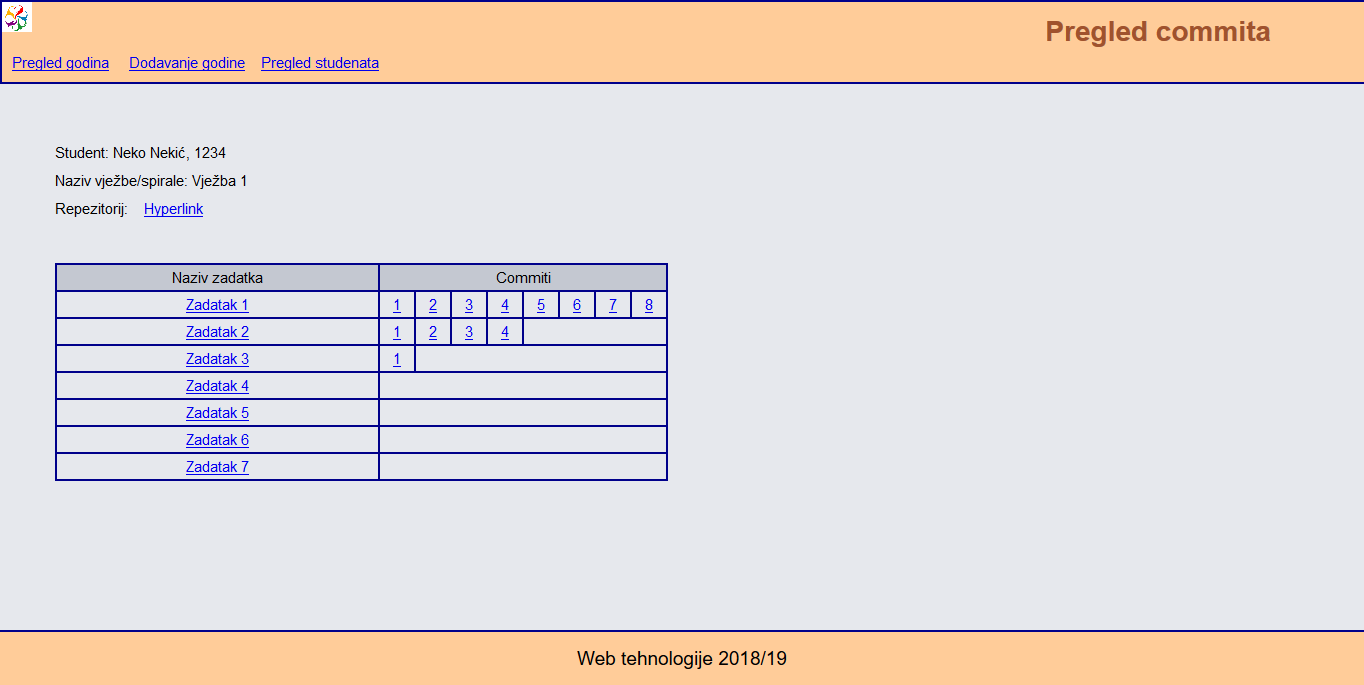 Pregled commita
Pregled godina Dodavanje godine Pregled studenata
Student: Neko Nekić, 1234
Naziv vježbe/spirale: Vježba 1
Repezitorij: Hyperlink
Naziv zadatka Commiti
Zadatak 1 1 2 3 4 5 6 7 8
Zadatak 2 1 2 3 4
Zadatak 3 1
Zadatak 4
Zadatak 5
Zadatak 6
Zadatak 7
Web tehnologije 2018/19